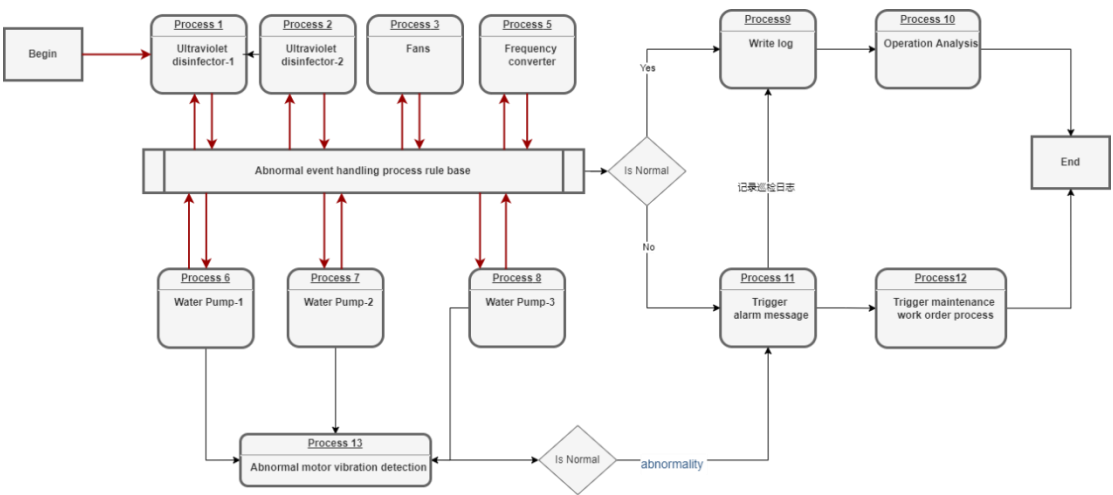 Begin
Process 1
Ultraviolet
disinfector-1
Process 2
Ultraviolet
disinfector-2
Process 3
Fans
Process 5
Frequency
converter
Abnormal event handling process rule base
Is Normal
Yes
No
Process9
Write log
Process 10
Operation Analysis
End
记录巡检日志
Process 6
Water Pump-1
Process 7
Water Pump-2
Process 8
Water Pump-3
Process 11
Trigger
alarm message
Process12
Trigger maintenance
work order process
Process 13
Abnormal motor vibration detection
Is Normal
abnormality